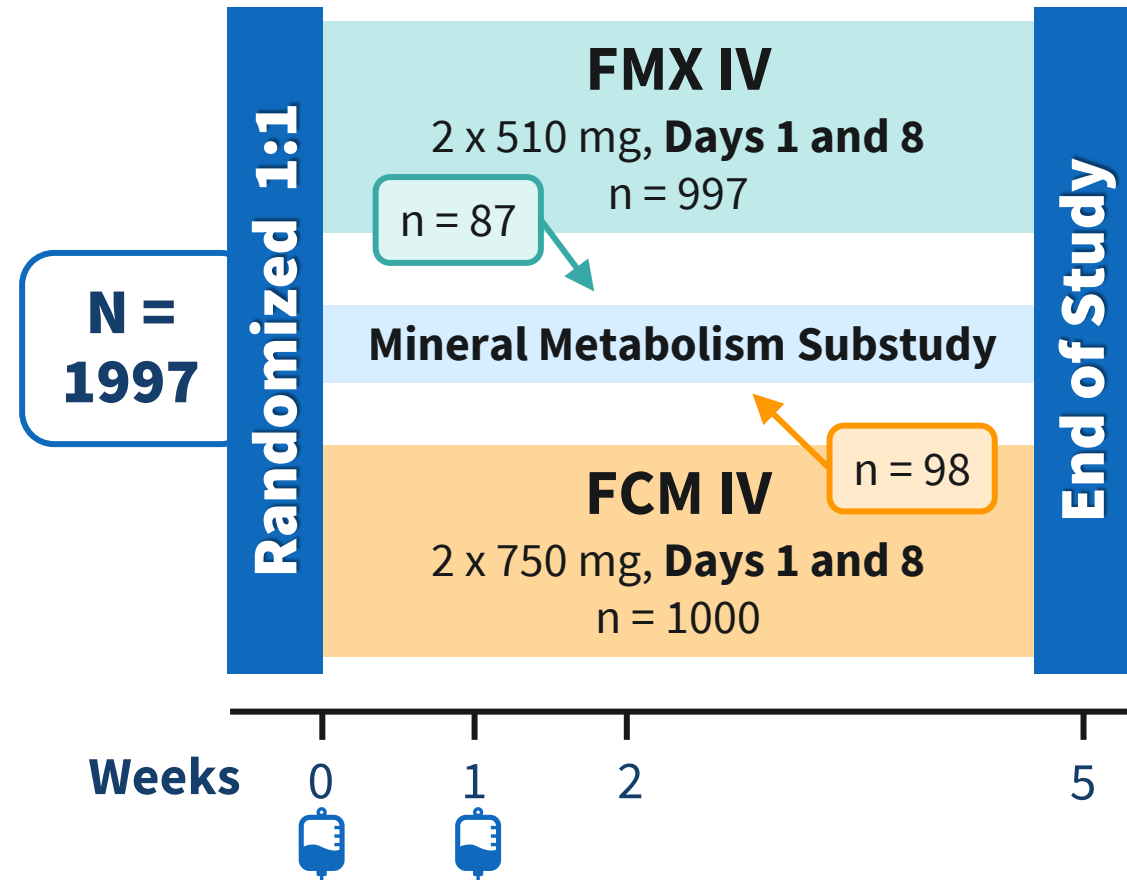 N =
1997
Randomized 1:1
FMX IV
2 x 510 mg, Days 1 and 8
n = 997
n = 87
Mineral Metabolism Substudy
n = 98
FCM IV
2 x 750 mg, Days 1 and 8
n = 1000
End of Study
Weeks 0 1 2 5